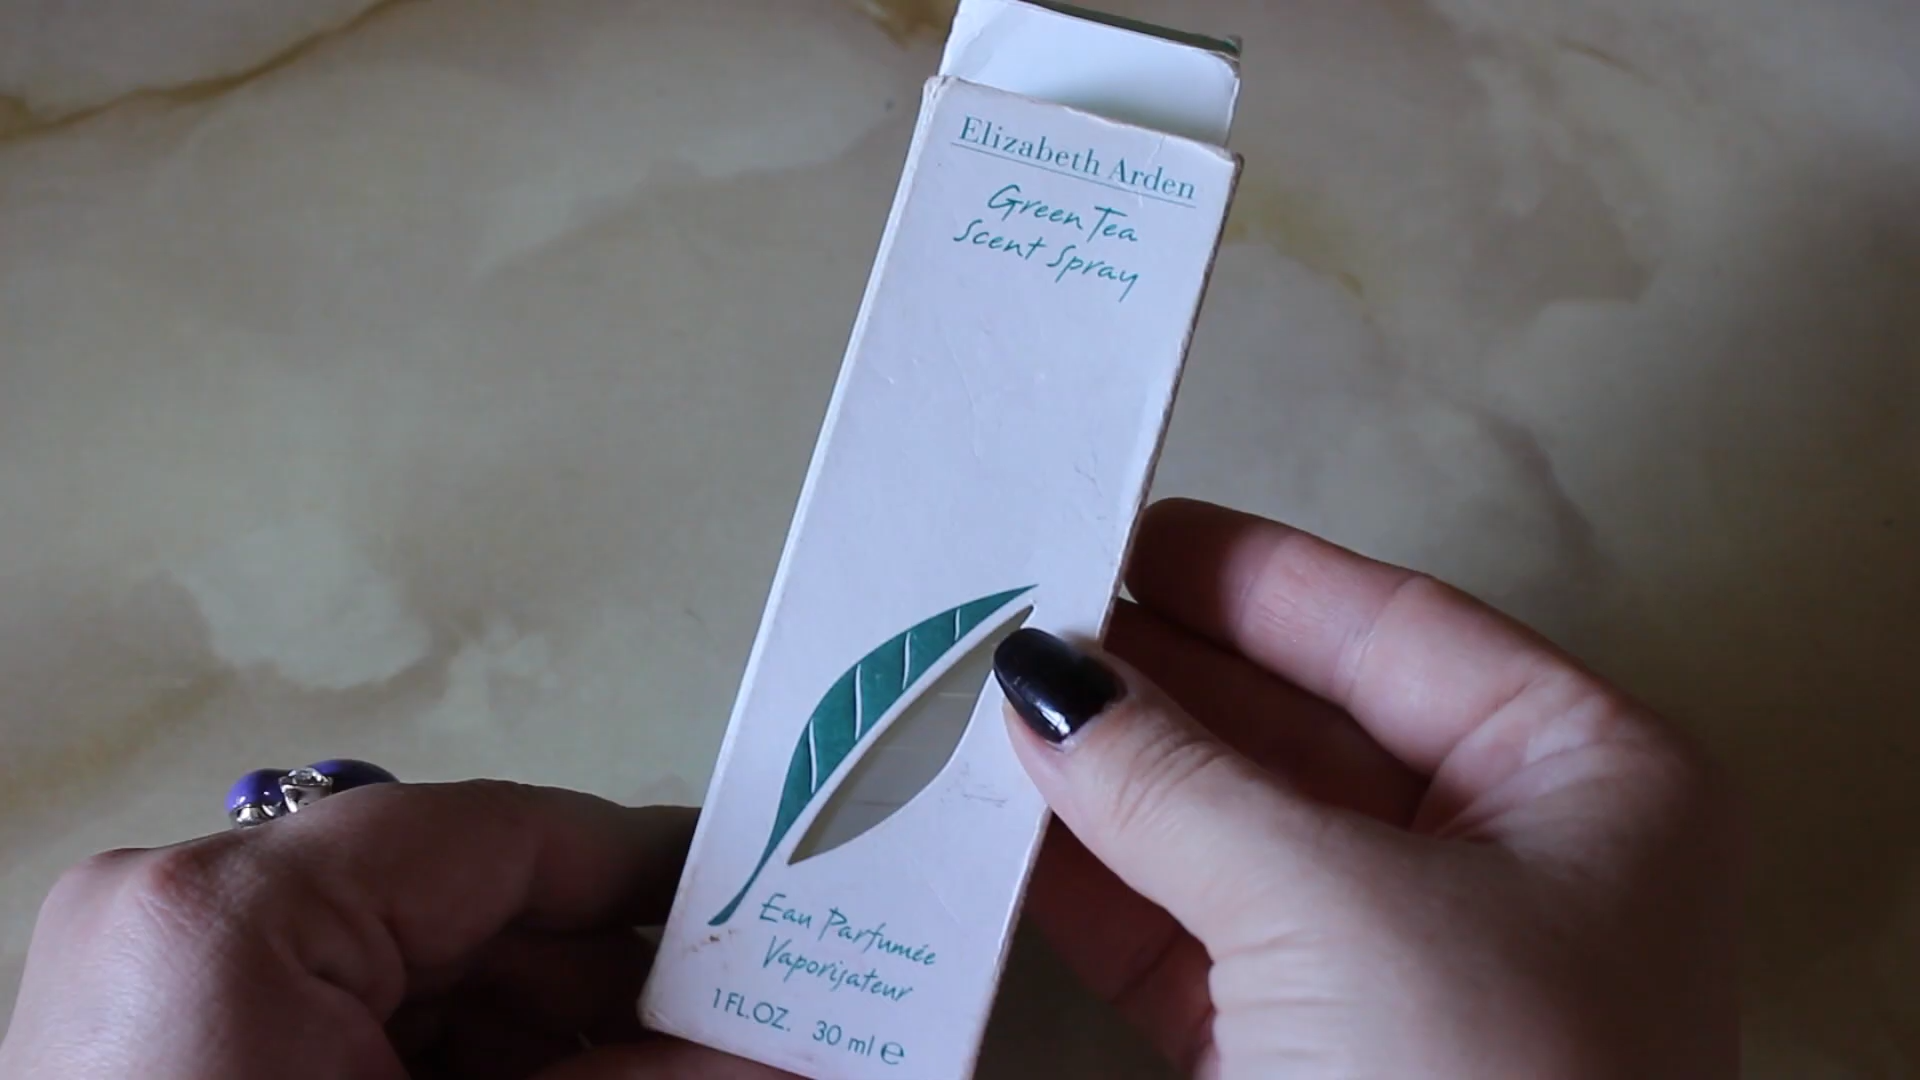 Elizabeth Arden
Green Tea
Scent Spray
Eau Parfumée
Vaporisateur
1 FL.OZ. 30 ml ℮